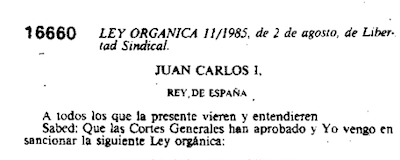 16660 LEY ORGANICA 11/1985, de 2 de agosto, de Liber-
tad Sindical.
JUAN CARLOS I,
REY, DE ESPAÑA
A todos los que la presente vieren y entendieren
Sabed: Que las Cortes Generales han aprobado y Yo vengo en
sancionar la siguiente Ley orgánica: